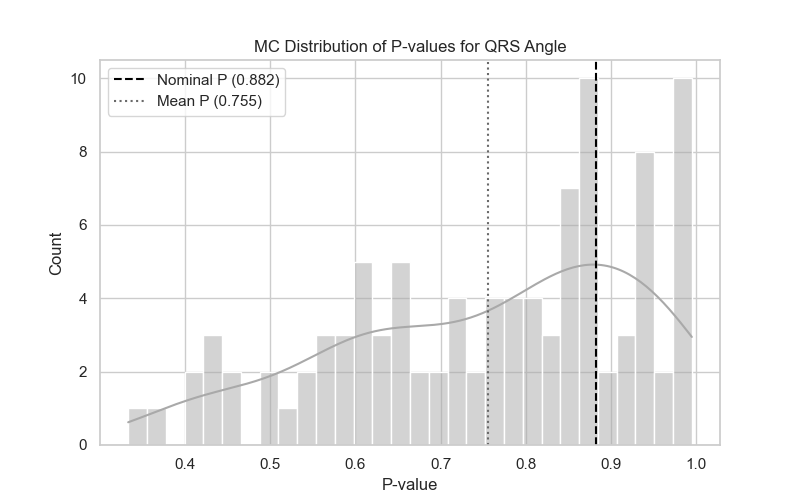 MC Distribution of P-values for QRS Angle
Nominal P (0.882)
Mean P (0.755)
10
8
6
4
2
0
Count
0.4 0.5 0.6 0.7 0.8 0.9 1.0
P-value